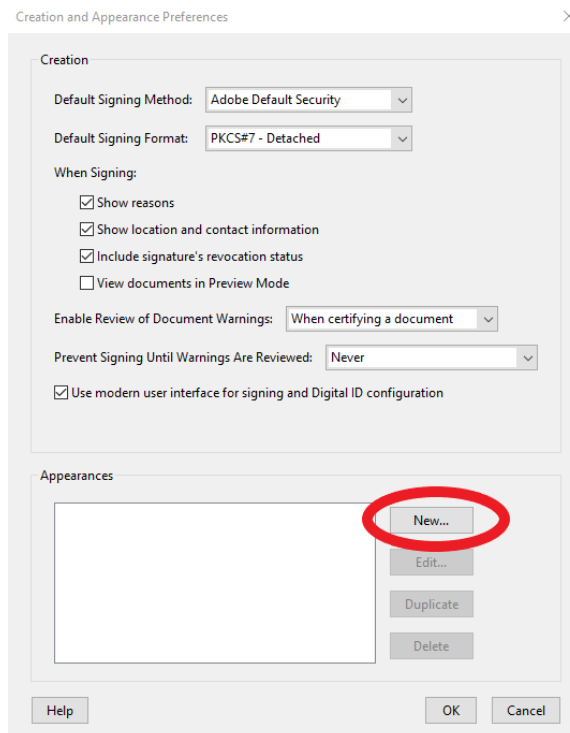 Creation and Appearance Preferences
Creation
Default Signing Method: Adobe Default Security
Default Signing Format: PKCS#7 - Detached
When Signing:
Show reasons
Show location and contact information
Include signature's revocation status
View documents in Preview Mode
Enable Review of Document Warnings: When certifying a document
Prevent Signing Until Warnings Are Reviewed: Never
Use modern user interface for signing and Digital ID configuration
Appearances
New...
Edit...
Duplicate
Delete
Help OK Cancel